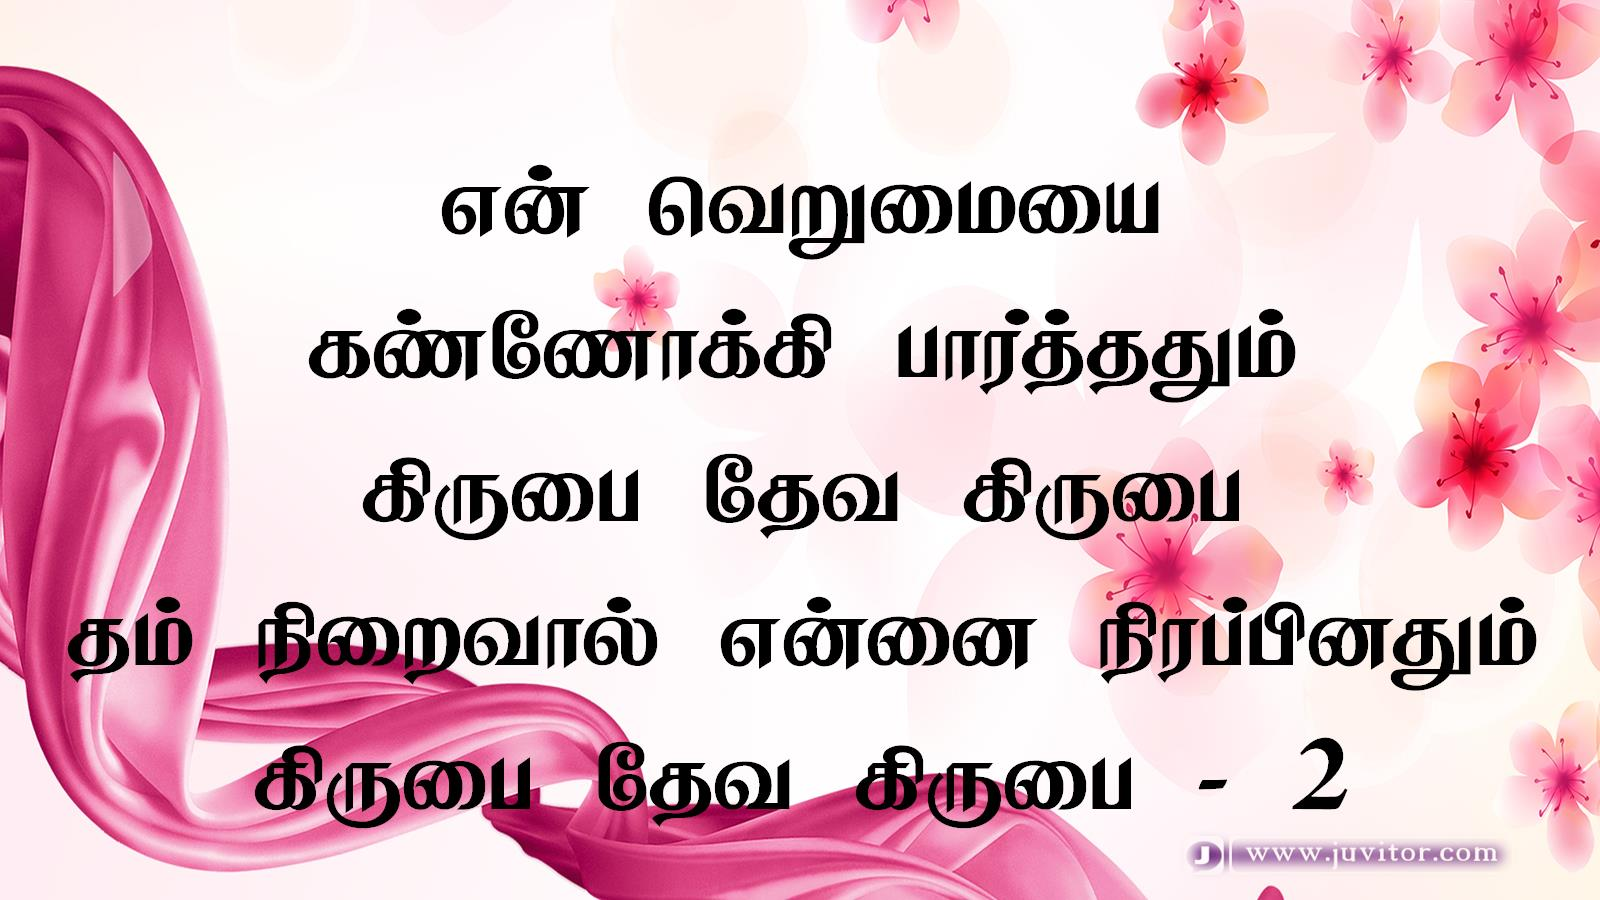 என் வெறுமையை
கண்ணோக்கி பார்த்ததும்
கிருபை தேவ கிருபை
தம் நிறைவால் என்னை நிரப்பினதும்
கிருபை தேவ கிருபை - 2
J www.juvitor.com